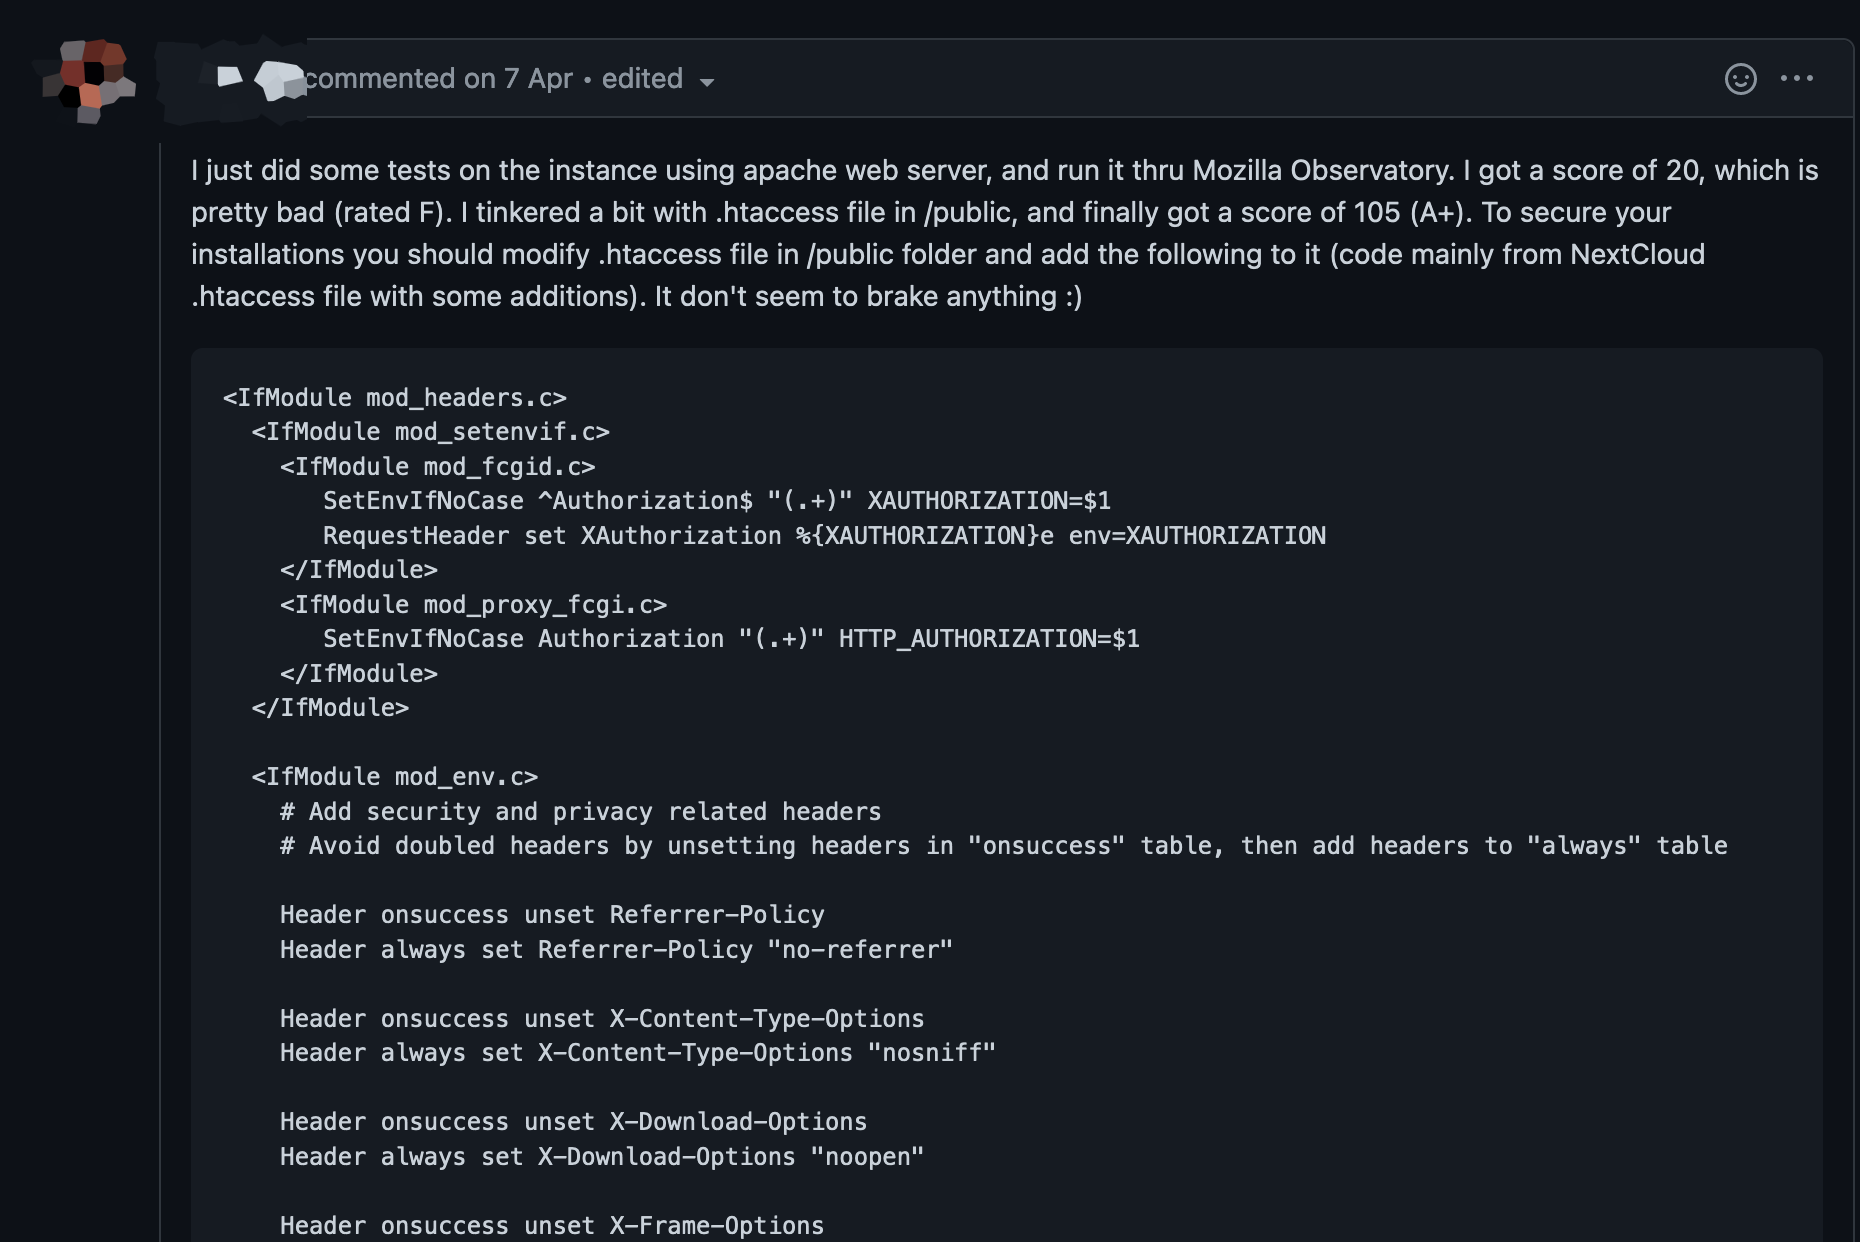 commented on 7 Apr • edited
I just did some tests on the instance using apache web server, and run it thru Mozilla Observatory. I got a score of 20, which is
pretty bad (rated F). I tinkered a bit with .htaccess file in /public, and finally got a score of 105 (A+). To secure your
installations you should modify .htaccess file in /public folder and add the following to it (code mainly from NextCloud
.htaccess file with some additions). It don't seem to brake anything :)
<IfModule mod_headers.c>
  <IfModule mod_setenvif.c>
    <IfModule mod_fcgid.c>
       SetEnvIfNoCase ^Authorization$ "(.+)" XAUTHORIZATION=$1
       RequestHeader set XAuthorization %{XAUTHORIZATION}e env=XAUTHORIZATION
    </IfModule>
    <IfModule mod_proxy_fcgi.c>
       SetEnvIfNoCase Authorization "(.+)" HTTP_AUTHORIZATION=$1
    </IfModule>
  </IfModule>
  <IfModule mod_env.c>
    # Add security and privacy related headers
    # Avoid doubled headers by unsetting headers in "onsuccess" table, then add headers to "always" table
    Header onsuccess unset Referrer-Policy
    Header always set Referrer-Policy "no-referrer"
    Header onsuccess unset X-Content-Type-Options
    Header always set X-Content-Type-Options "nosniff"
    Header onsuccess unset X-Download-Options
    Header always set X-Download-Options "noopen"
    Header onsuccess unset X-Frame-Options